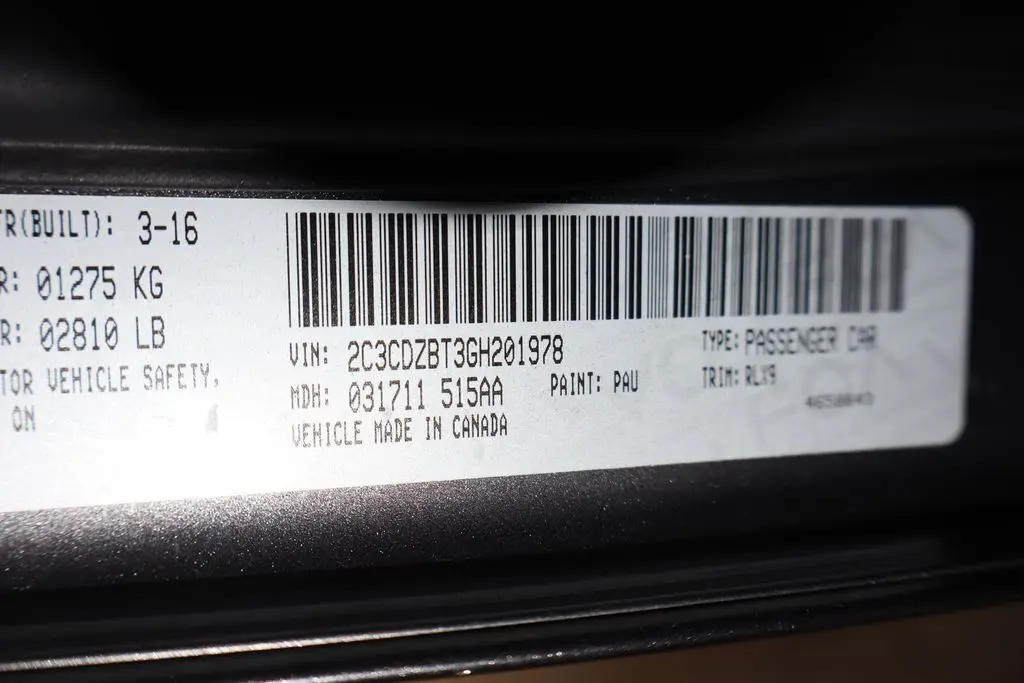 TR(BUILT): 3-16
R: 01275 KG
R: 02810 LB
TOR VEHICLE SAFETY,
ON
VIN: 2C3CDZBT3GH201978
TYPE: PASSENGER CAR
MDH: 031711 515AA
PAINT: PAU
TRIM: RLX9
VEHICLE MADE IN CANADA